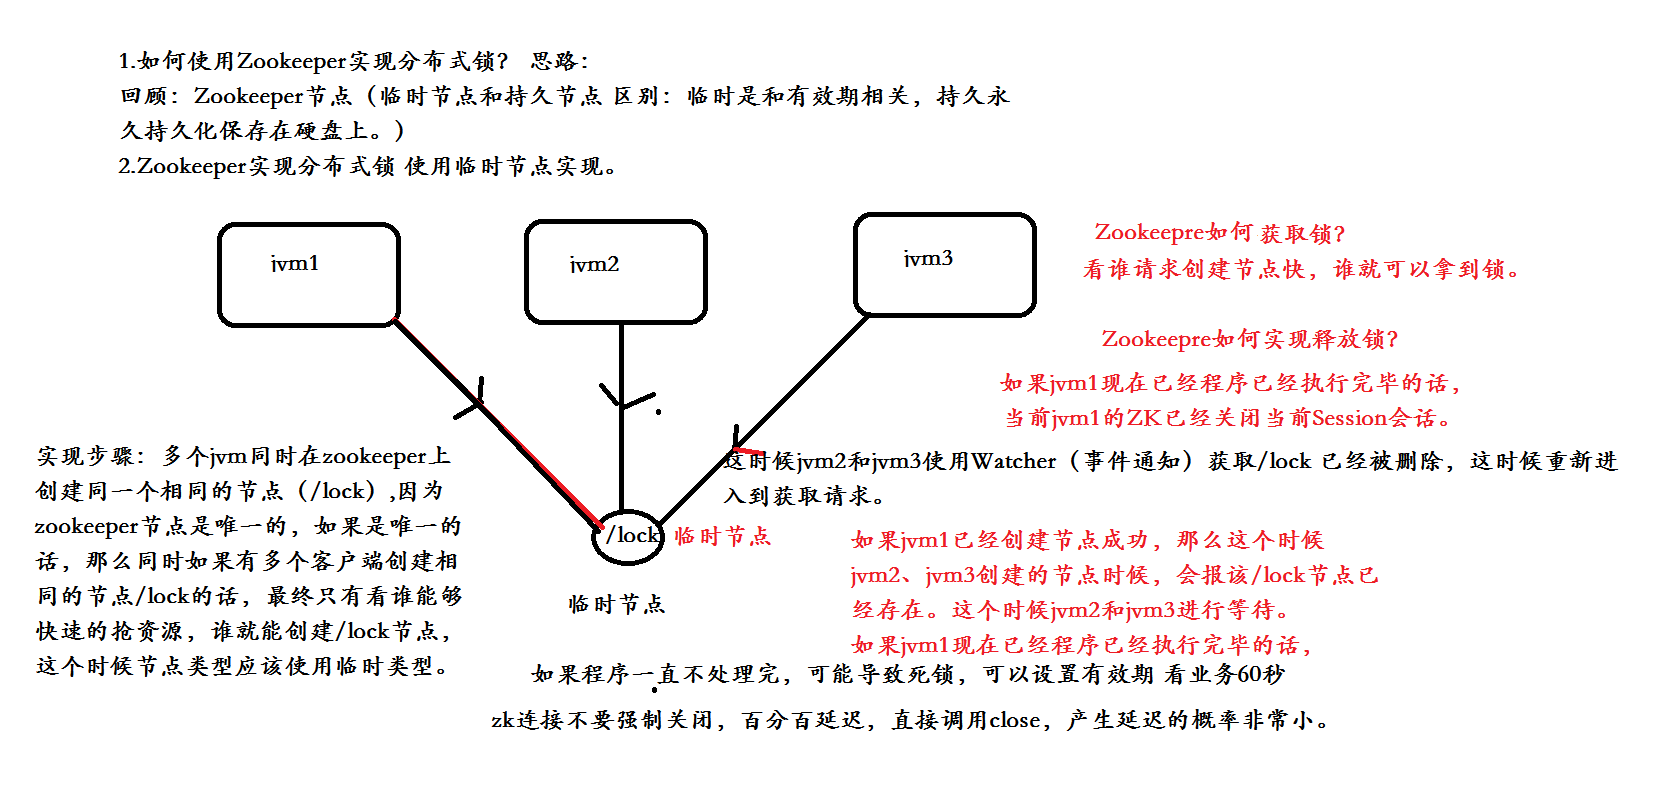 1.如何使用Zookeeper实现分布式锁？ 思路：
回顾：Zookeeper节点（临时节点和持久节点 区别：临时是和有效期相关，持久永
久持久化保存在硬盘上。）
2.Zookeeper实现分布式锁 使用临时节点实现。
jvm1
jvm2
jvm3
Zookeepre如何 获取锁？
看谁请求创建节点快，谁就可以拿到锁。
Zookeepre如何实现释放锁？
如果jvm1现在已经程序已经执行完毕的话，
当前jvm1的ZK已经关闭当前Session会话。
这时候jvm2和jvm3使用Watcher（事件通知）获取/lock 已经被删除，这时候重新进
入到获取请求。
实现步骤：多个jvm同时在zookeeper上
创建同一个相同的节点（/lock）,因为
zookeeper节点是唯一的，如果是唯一的
话，那么同时如果有多个客户端创建相
同的节点/lock的话，最终只有看谁能够
快速的抢资源，谁就能创建/lock节点，
这个时候节点类型应该使用临时类型。
/lock
临时节点
临时节点
如果jvm1已经创建节点成功，那么这个时候
jvm2、jvm3创建的节点时候，会报该/lock节点已
经存在。这个时候jvm2和jvm3进行等待。
如果jvm1现在已经程序已经执行完毕的话，
如果程序一直不处理完，可能导致死锁，可以设置有效期 看业务60秒
zk连接不要强制关闭，百分百延迟，直接调用close，产生延迟的概率非常小。